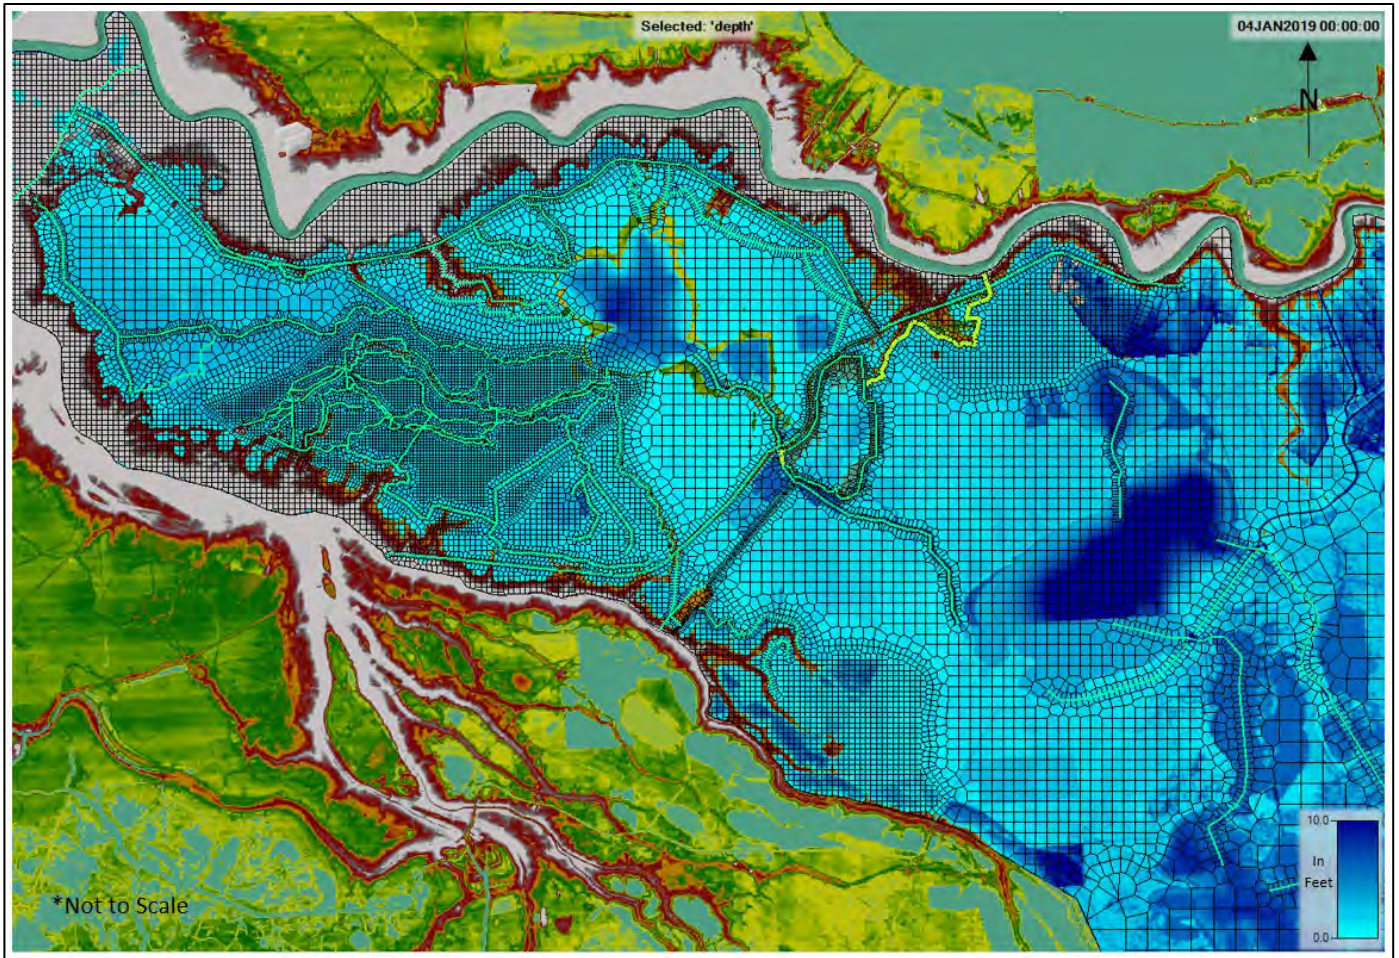 Selected: 'depth'
04JAN2019 00:00:00
N
10.0
In
Feet
0.0
*Not to Scale